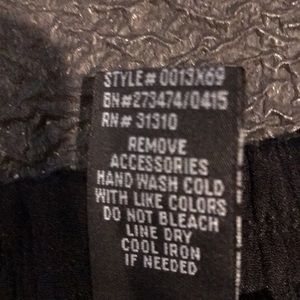 STYLE# 0013X69
BN#273474/0415
RN# 31310
REMOVE
ACCESSORIES
HAND WASH COLD
WITH LIKE COLORS
DO NOT BLEACH
LINE DRY
COOL IRON
IF NEEDED